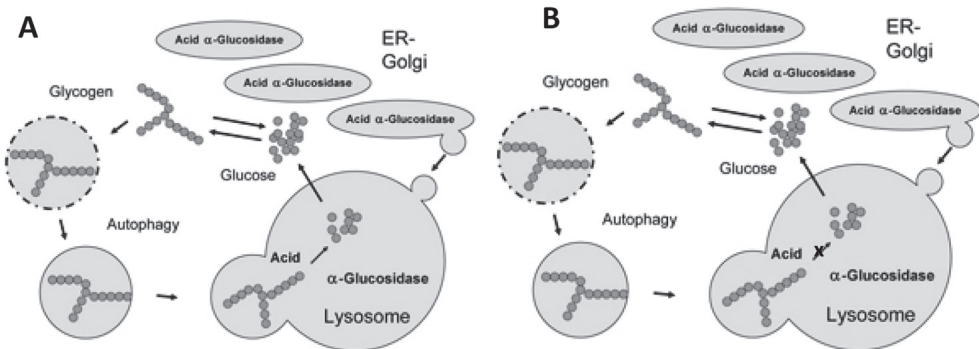 A
Acid α-Glucosidase
ER-
Golgi
Acid α-Glucosidase
Glycogen
Acid α-Glucosidase
Glucose
Autophagy
Acid
α-Glucosidase
Lysosome
B
Acid α-Glucosidase
ER-
Golgi
Acid α-Glucosidase
Glycogen
Acid α-Glucosidase
Glucose
Autophagy
Acid
X
α-Glucosidase
Lysosome